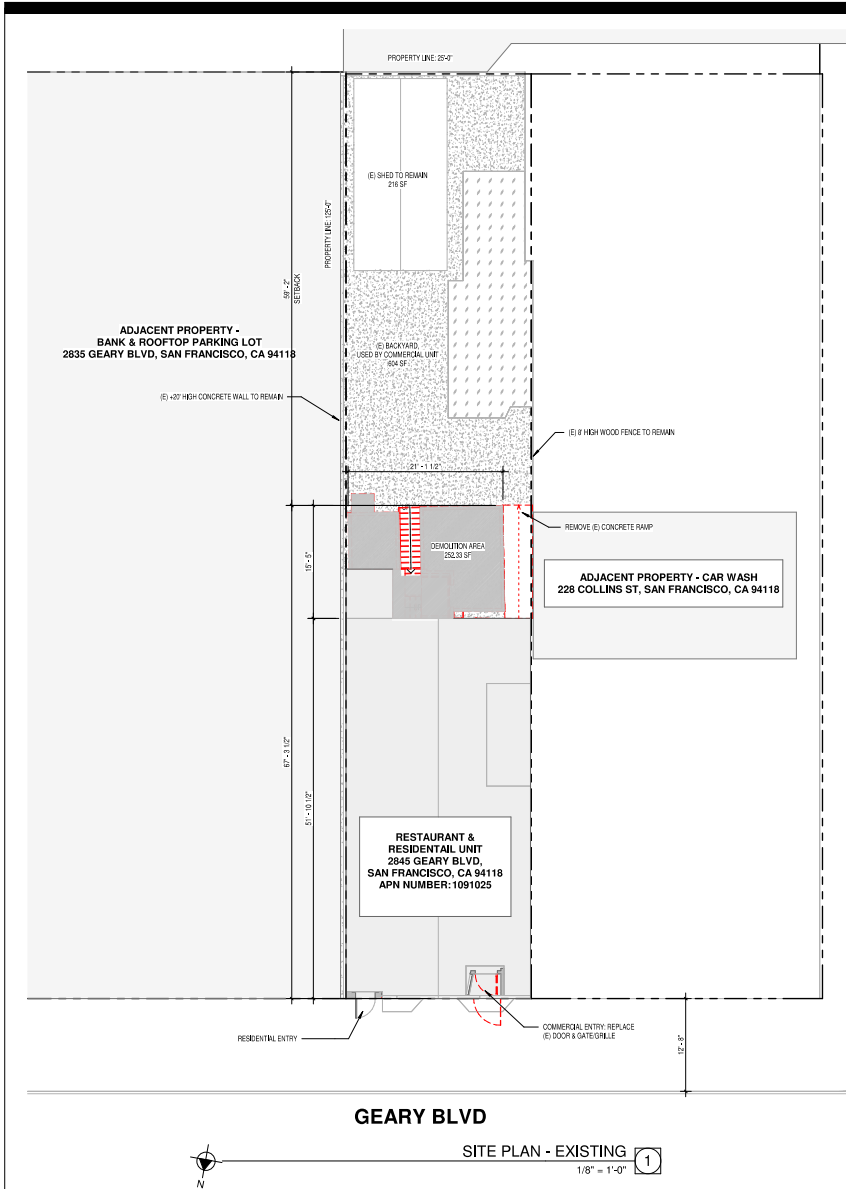 PROPERTY LINE: 25'-0"
(E) SHED TO REMAIN
216 SF
PROPERTY LINE: 125'-0"
59' - 2"
SETBACK
ADJACENT PROPERTY -
BANK & ROOFTOP PARKING LOT
2835 GEARY BLVD, SAN FRANCISCO, CA 94118
(E) BACKYARD,
USED BY COMMERCIAL UNIT
604 SF
(E) +20' HIGH CONCRETE WALL TO REMAIN
(E) 8' HIGH WOOD FENCE TO REMAIN
21' - 1 1/2"
REMOVE (E) CONCRETE RAMP
DEMOLITION AREA
252.33 SF
15' - 5"
ADJACENT PROPERTY - CAR WASH
228 COLLINS ST, SAN FRANCISCO, CA 94118
67' - 3 1/2"
51' - 10 1/2"
RESTAURANT &
RESIDENTAIL UNIT
2845 GEARY BLVD,
SAN FRANCISCO, CA 94118
APN NUMBER: 1091025
RESIDENTIAL ENTRY
COMMERCIAL ENTRY: REPLACE
(E) DOOR & GATE/GRILLE
12' - 8"
GEARY BLVD
SITE PLAN - EXISTING
1
1/8" = 1'-0"
N